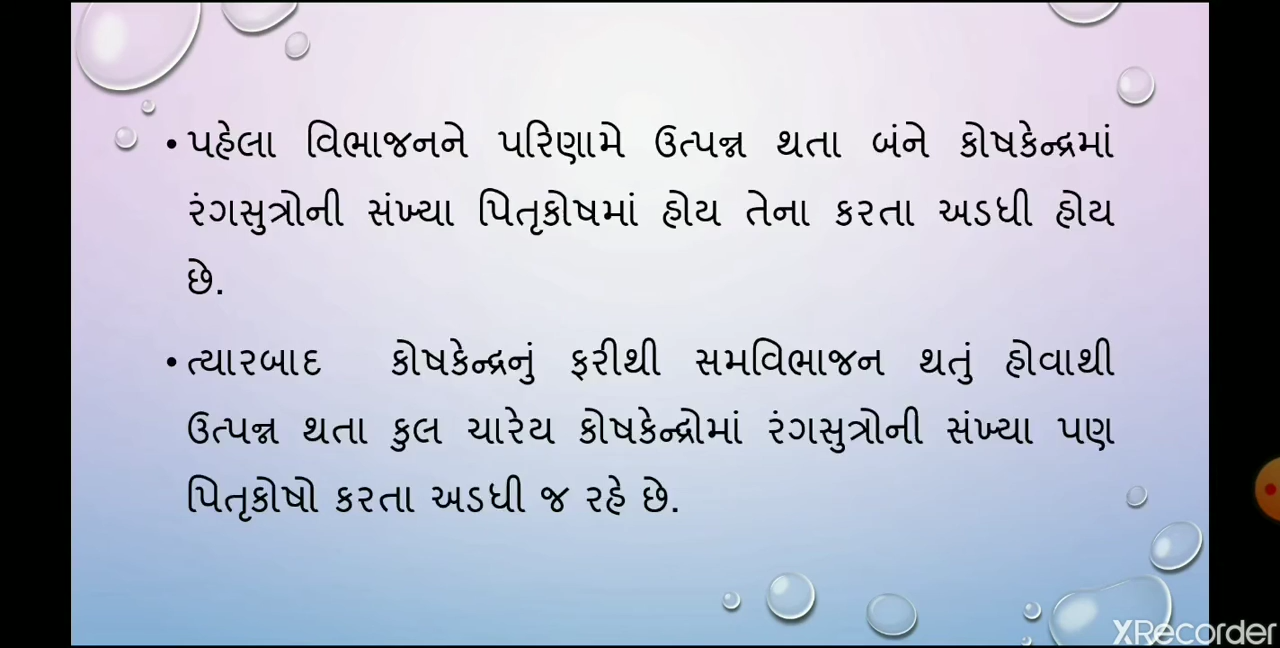 • પહેલા વિભાજનને પરિણામે ઉત્પન્ન થતા બંને કોષકેન્દ્રમાં
રંગસુત્રોની સંખ્યા પિતૃકોષમાં હોય તેના કરતા અડધી હોય
છે.
• ત્યારબાદ કોષકેન્દ્રનું ફરીથી સમવિભાજન થતું હોવાથી
ઉત્પન્ન થતા કુલ ચારેય કોષકેન્દ્રોમાં રંગસુત્રોની સંખ્યા પણ
પિતૃકોષો કરતા અડધી જ રહે છે.
XRecorder